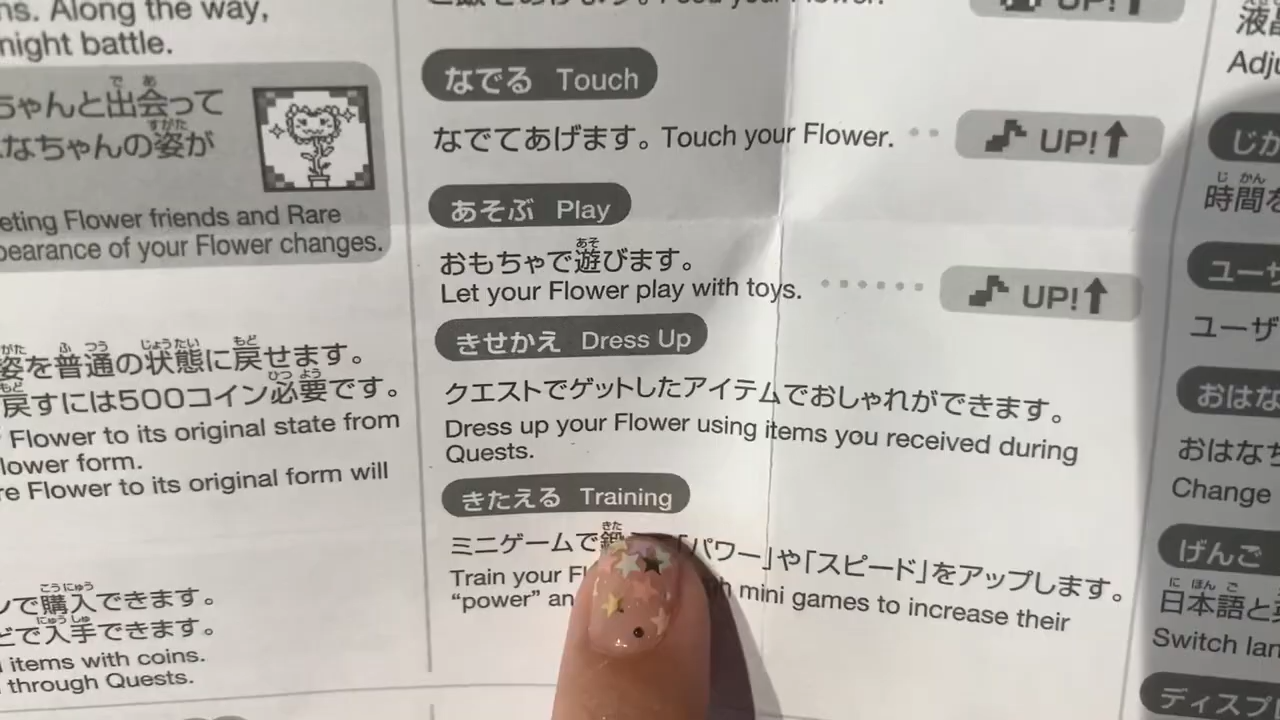 ns. Along the way,
night battle.
ちゃんと出会って
なちゃんの姿が
eting Flower friends and Rare
pearance of your Flower changes.
姿を普通の状態に戻せます。
戻すには500コイン必要です。
Flower to its original state from
lower form.
re Flower to its original form will
で購入できます。
どで入手できます。
items with coins.
through Quests.
UP!
なでる Touch
なでてあげます。Touch your Flower. UP!↑
あそぶ Play
おもちゃで遊びます。
Let your Flower play with toys. UP!↑
きせかえ Dress Up
クエストでゲットしたアイテムでおしゃれができます。
Dress up your Flower using items you received during
Quests.
きたえる Training
ミニゲームで鍛 「パワー」や「スピード」をアップします。
Train your mini games to increase their
“power”
Adju
じか
時間を
ユーザ
ユーザ
おはな
おはなち
Change
げんご
日本語と
Switch lan
ディスプ